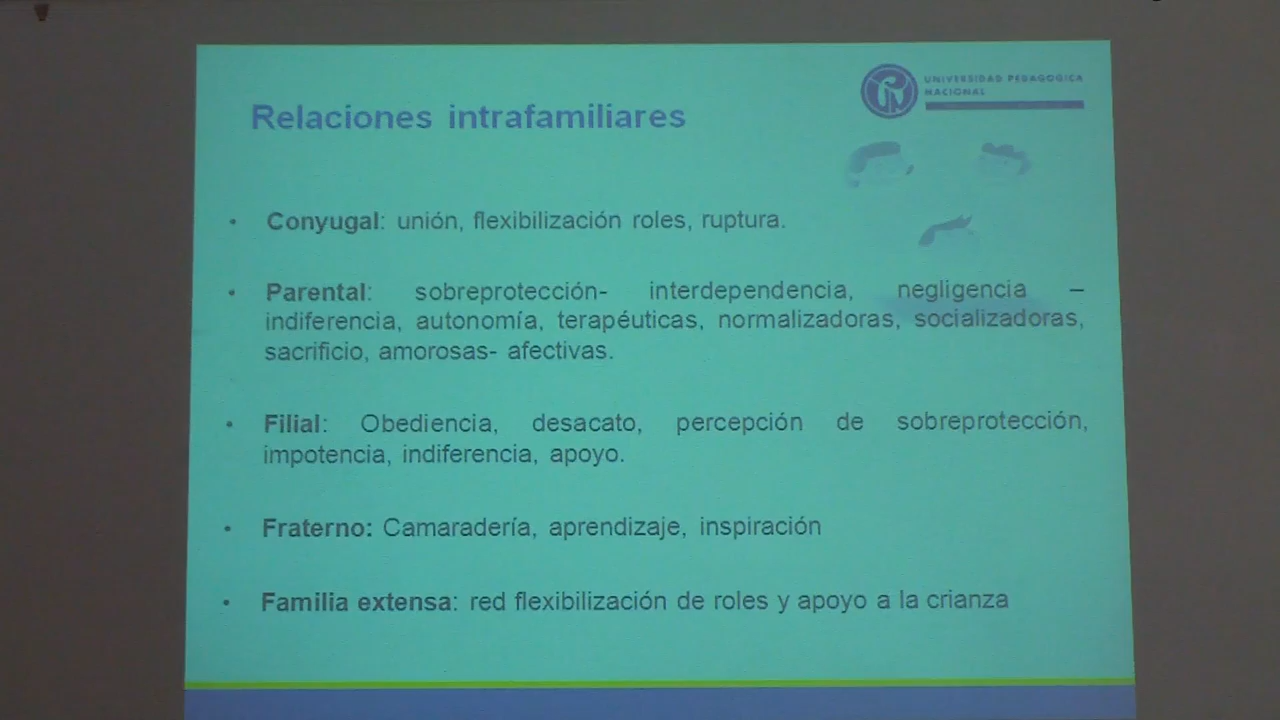 UNIVERSIDAD PEDAGOGICA
NACIONAL
Relaciones intrafamiliares
• Conyugal: unión, flexibilización roles, ruptura.
• Parental: sobreprotección- interdependencia, negligencia –
indiferencia, autonomía, terapéuticas, normalizadoras, socializadoras,
sacrificio, amorosas- afectivas.
• Filial: Obediencia, desacato, percepción de sobreprotección,
impotencia, indiferencia, apoyo.
• Fraterno: Camaradería, aprendizaje, inspiración
• Familia extensa: red flexibilización de roles y apoyo a la crianza